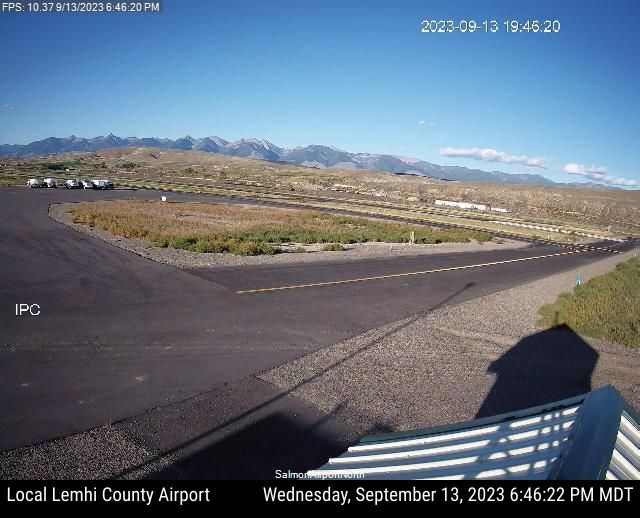 FPS: 10.37 9/13/2023 6:46:20 PM
2023-09-13 19:46:20
IPC
SalmonAirportNorth
Local Lemhi County Airport Wednesday, September 13, 2023 6:46:22 PM MDT